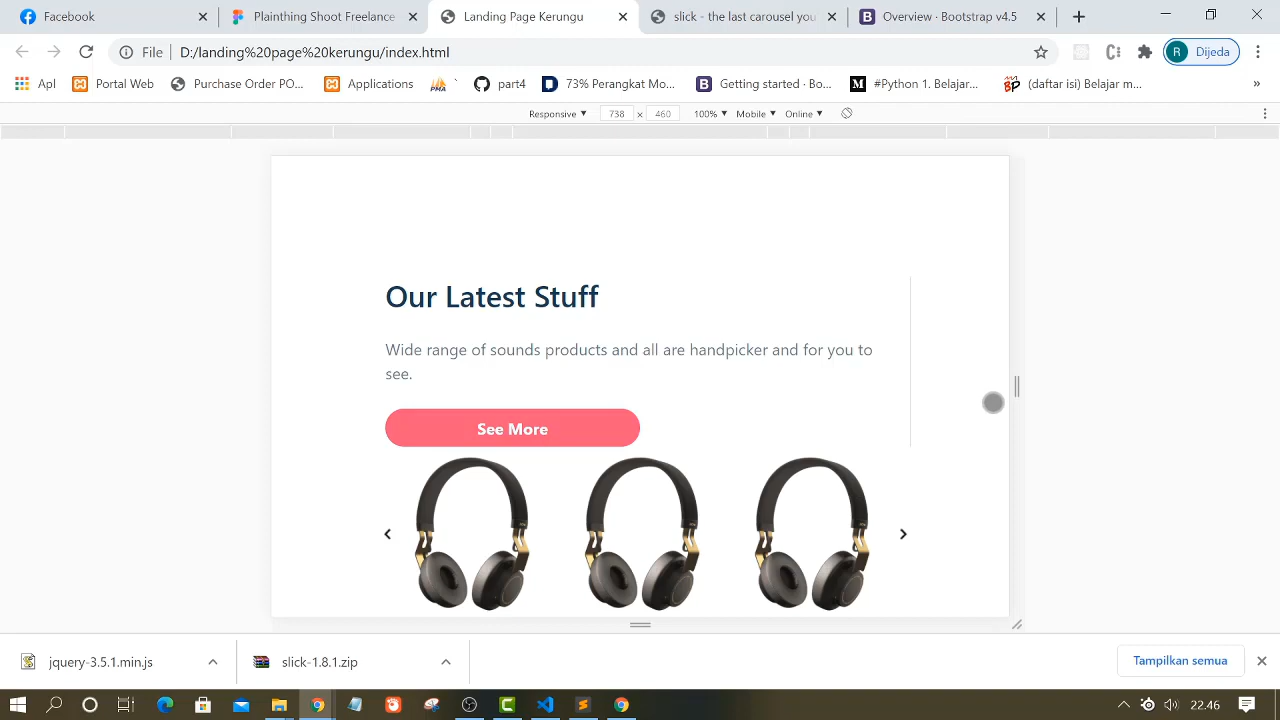 Facebook
Plainthing Shoot Freelance
Landing Page Kerungu
slick - the last carousel you
Overview · Bootstrap v4.5
File
D:/landing%20page%20kerungu/index.html
R
Dijeda
Apl
Portal Web
Purchase Order PO...
Applications
PMA
part4
73% Perangkat Mo...
Getting started · Bo...
#Python 1. Belajar...
(daftar isi) Belajar m...
»
Responsive ▼
738 x 460
100% ▼
Mobile ▼
Online ▼
Our Latest Stuff
Wide range of sounds products and all are handpicker and for you to
see.
See More
jquery-3.5.1.min.js
slick-1.8.1.zip
Tampilkan semua
22.46